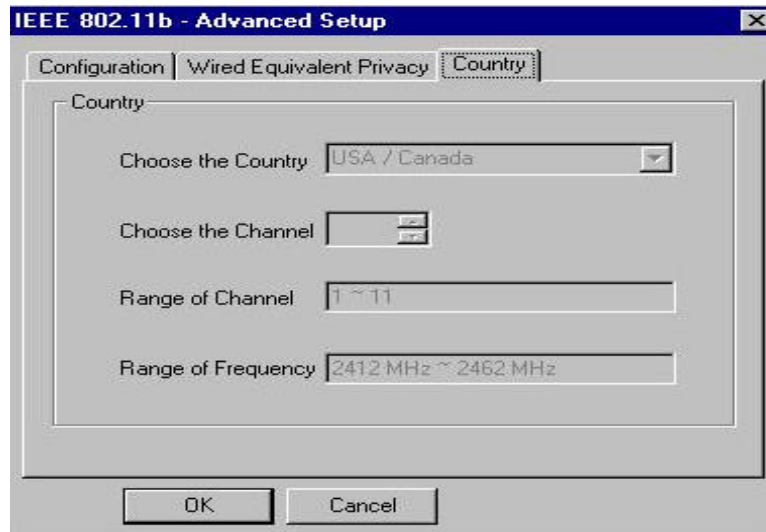 IEEE 802.11b - Advanced Setup
Configuration Wired Equivalent Privacy Country
Country
Choose the Country USA / Canada
Choose the Channel
Range of Channel 1 ~ 11
Range of Frequency 2412 MHz ~ 2462 MHz
OK Cancel